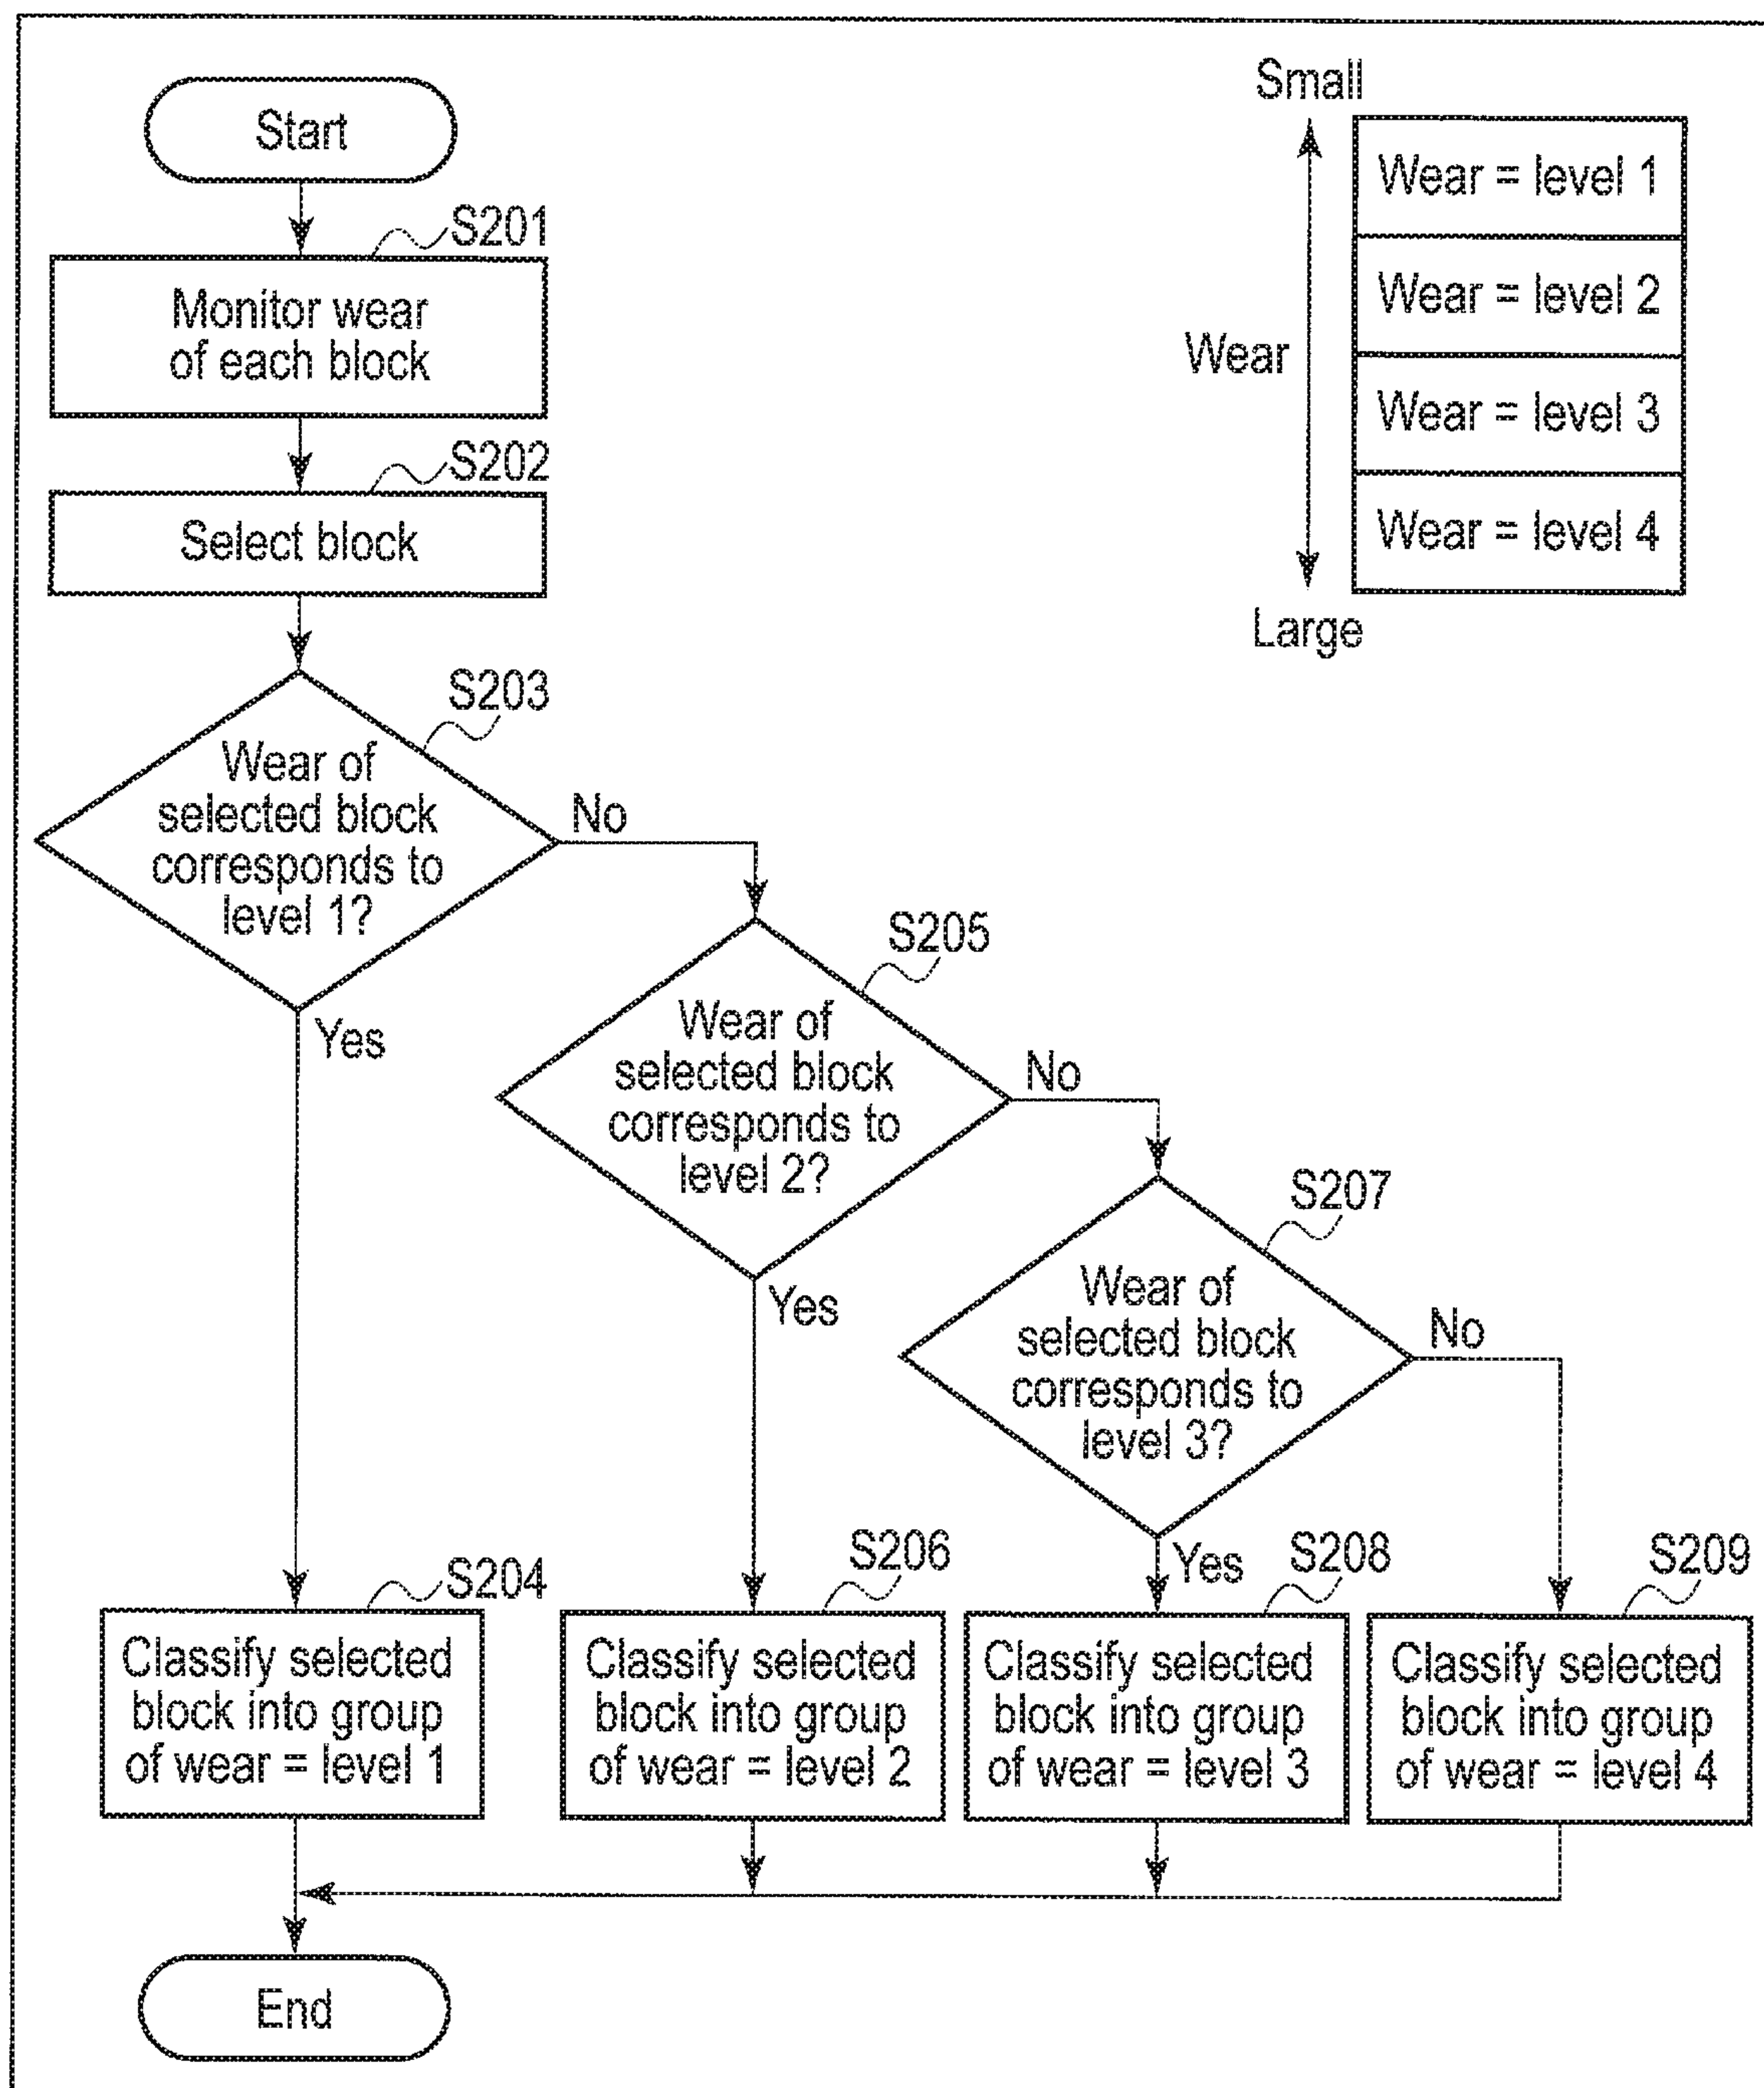 Start
S201
Monitor wear
of each block
S202
Select block
S203
Wear of
selected block
corresponds to
level 1?
No
Yes
S205
Wear of
selected block
corresponds to
level 2?
No
Yes
S207
Wear of
selected block
corresponds to
level 3?
No
Yes
S204
Classify selected
block into group
of wear = level 1
S206
Classify selected
block into group
of wear = level 2
S208
Classify selected
block into group
of wear = level 3
S209
Classify selected
block into group
of wear = level 4
End
Small
Wear
Large
Wear = level 1
Wear = level 2
Wear = level 3
Wear = level 4